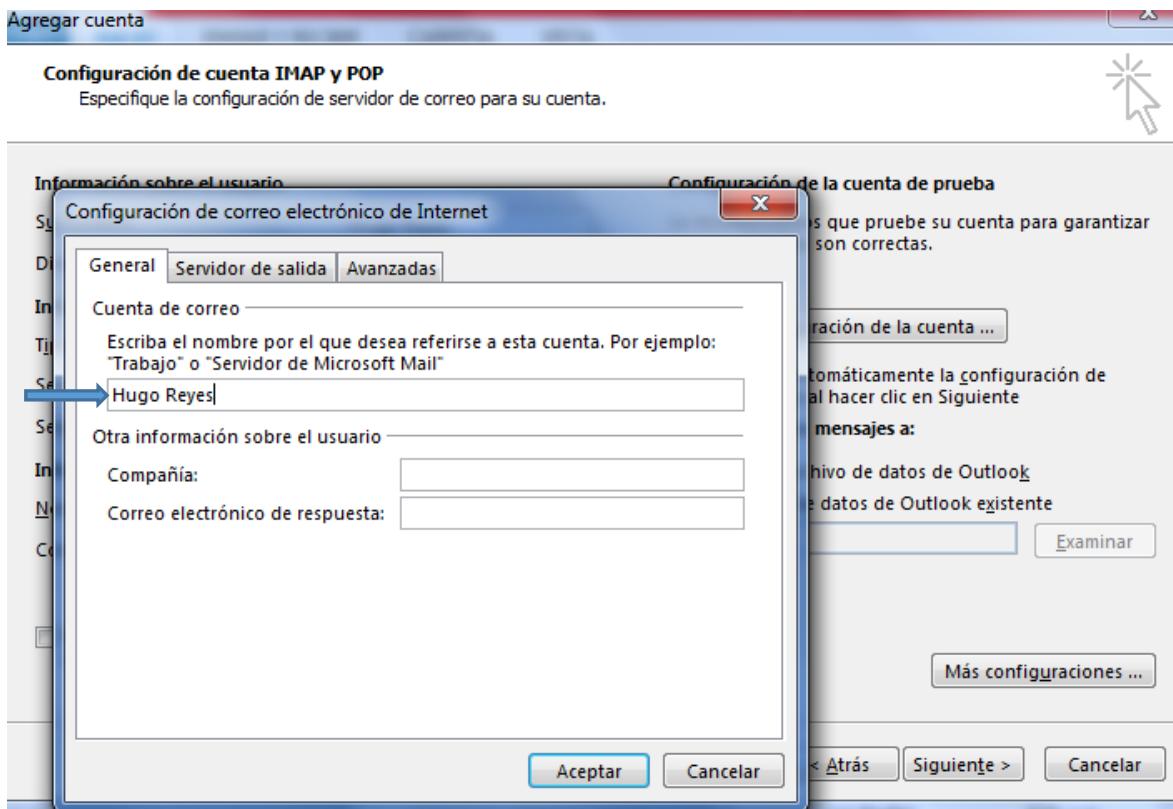 Agregar cuenta
Configuración de cuenta IMAP y POP
Especifique la configuración de servidor de correo para su cuenta.
Información sobre el usuario
Configuración de la cuenta de prueba
Configuración de correo electrónico de Internet
s que pruebe su cuenta para garantizar
son correctas.
General
Servidor de salida
Avanzadas
Cuenta de correo
Escriba el nombre por el que desea referirse a esta cuenta. Por ejemplo:
"Trabajo" o "Servidor de Microsoft Mail"
Hugo Reyes
Otra información sobre el usuario
Compañía:
Correo electrónico de respuesta:
Aceptar
Cancelar
ración de la cuenta ...
tomáticamente la configuración de
al hacer clic en Siguiente
mensajes a:
hivo de datos de Outlook
datos de Outlook existente
Examinar
Más configuraciones ...
< Atrás
Siguiente >
Cancelar